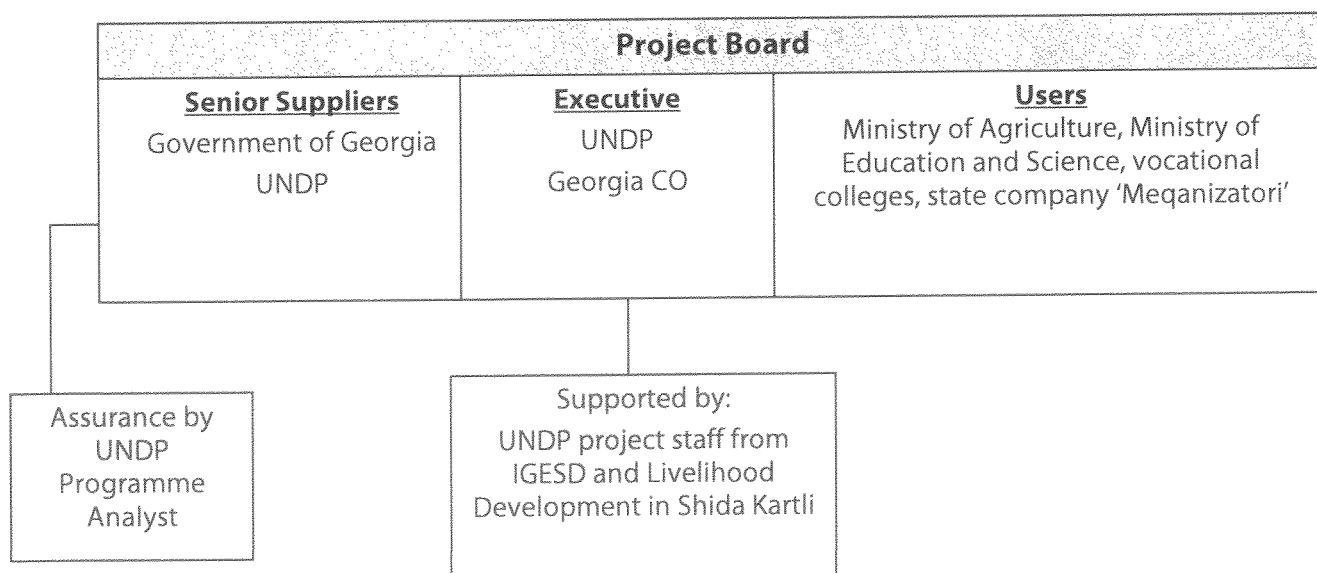 Project Board
Senior Suppliers
Government of Georgia
UNDP
Executive
UNDP
Georgia CO
Users
Ministry of Agriculture, Ministry of
Education and Science, vocational
colleges, state company ‘Meqanizatori’
Assurance by
UNDP
Programme
Analyst
Supported by:
UNDP project staff from
IGESD and Livelihood
Development in Shida Kartli